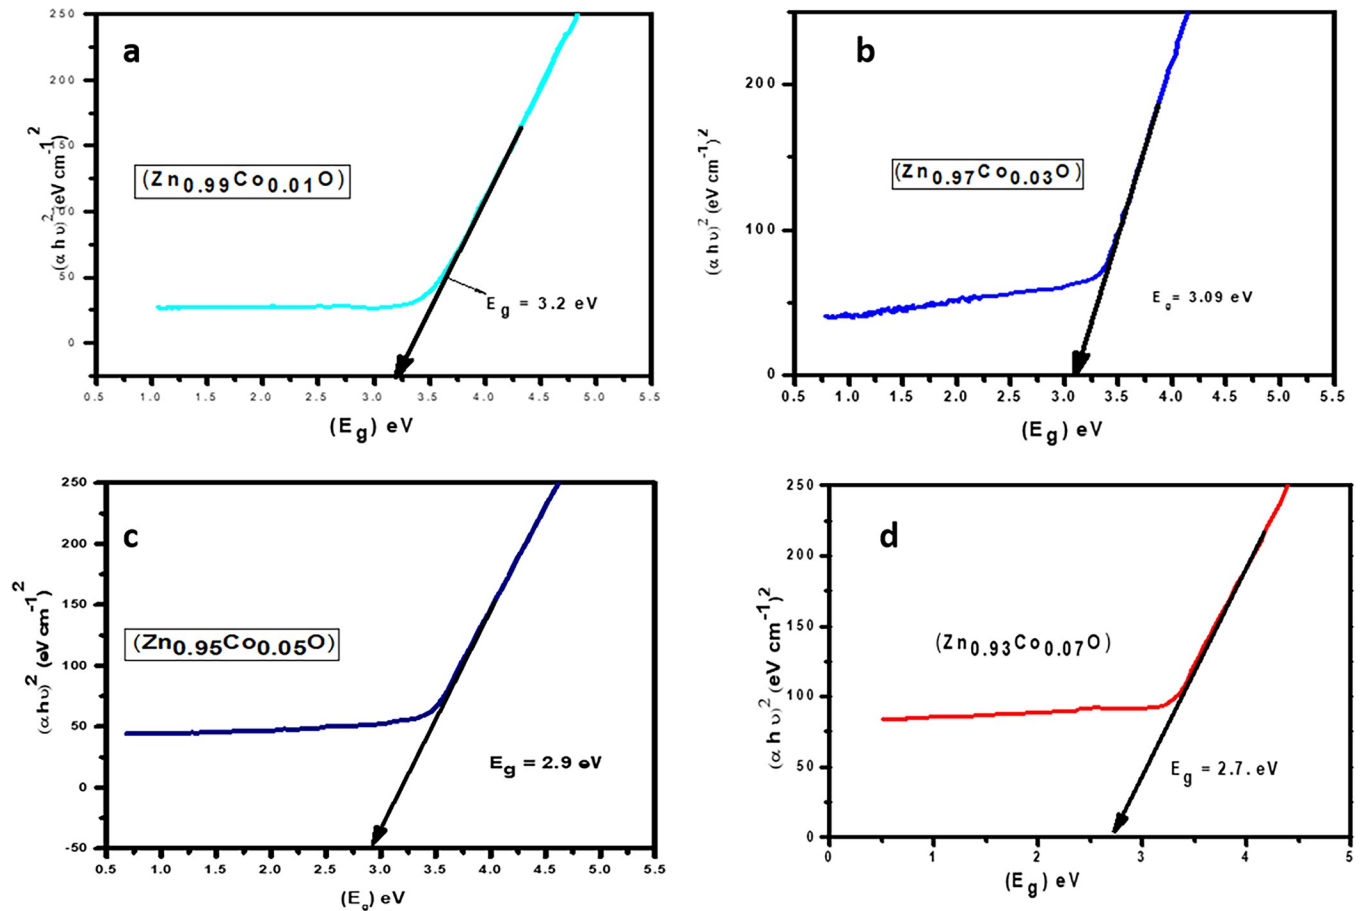 a
(Zn0.99Co0.01O)
Eg = 3.2 eV
(α h υ)2 (eV cm-1)2
250
200
150
100
50
0
0.5 1.0 1.5 2.0 2.5 3.0 3.5 4.0 4.5 5.0 5.5
(Eg) eV
b
(Zn0.97Co0.03O)
Eg= 3.09 eV
(α h υ)2 (eV cm-1)2
200
100
0
0.5 1.0 1.5 2.0 2.5 3.0 3.5 4.0 4.5 5.0 5.5
(Eg) eV
c
(Zn0.95Co0.05O)
Eg = 2.9 eV
(αhυ)2 (eV cm-1)2
250
200
150
100
50
0
-50
0.5 1.0 1.5 2.0 2.5 3.0 3.5 4.0 4.5 5.0 5.5
(Eg) eV
d
(Zn0.93Co0.07O)
Eg = 2.7. eV
(α h υ)2 (eV cm-1)2
250
200
150
100
50
0
0 1 2 3 4 5
(Eg) eV